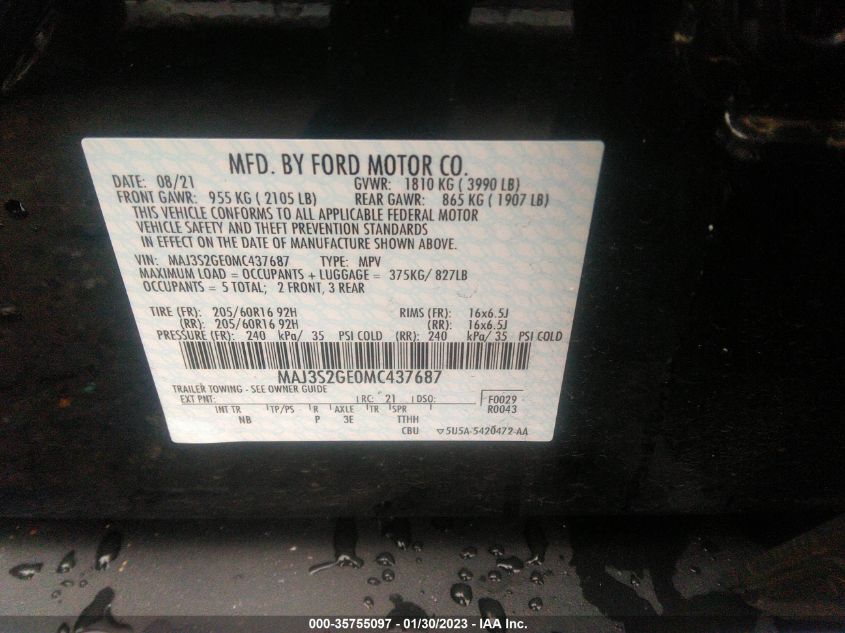 MFD. BY FORD MOTOR CO.
DATE: 08/21 GVWR: 1810 KG ( 3990 LB)
FRONT GAWR: 955 KG ( 2105 LB) REAR GAWR: 865 KG ( 1907 LB)
THIS VEHICLE CONFORMS TO ALL APPLICABLE FEDERAL MOTOR
VEHICLE SAFETY AND THEFT PREVENTION STANDARDS
IN EFFECT ON THE DATE OF MANUFACTURE SHOWN ABOVE.
VIN: MAJ3S2GE0MC437687 TYPE: MPV
MAXIMUM LOAD = OCCUPANTS + LUGGAGE = 375KG/ 827LB
OCCUPANTS = 5 TOTAL; 2 FRONT, 3 REAR
TIRE (FR): 205/60R16 92H RIMS (FR): 16x6.5J
(RR): 205/60R16 92H (RR): 16x6.5J
PRESSURE (FR): 240 kPa/ 35 PSI COLD (RR): 240 kPa/ 35 PSI COLD
MAJ3S2GE0MC437687
TRAILER TOWING - SEE OWNER GUIDE
EXT PNT: RC: 21 DSO: F0029
INT TR TP/PS R AXLE TR SPR R0043
NB P 3E TTHH
CBU 5U5A-5420472-AA
000-35755097 - 01/30/2023 - IAA Inc.